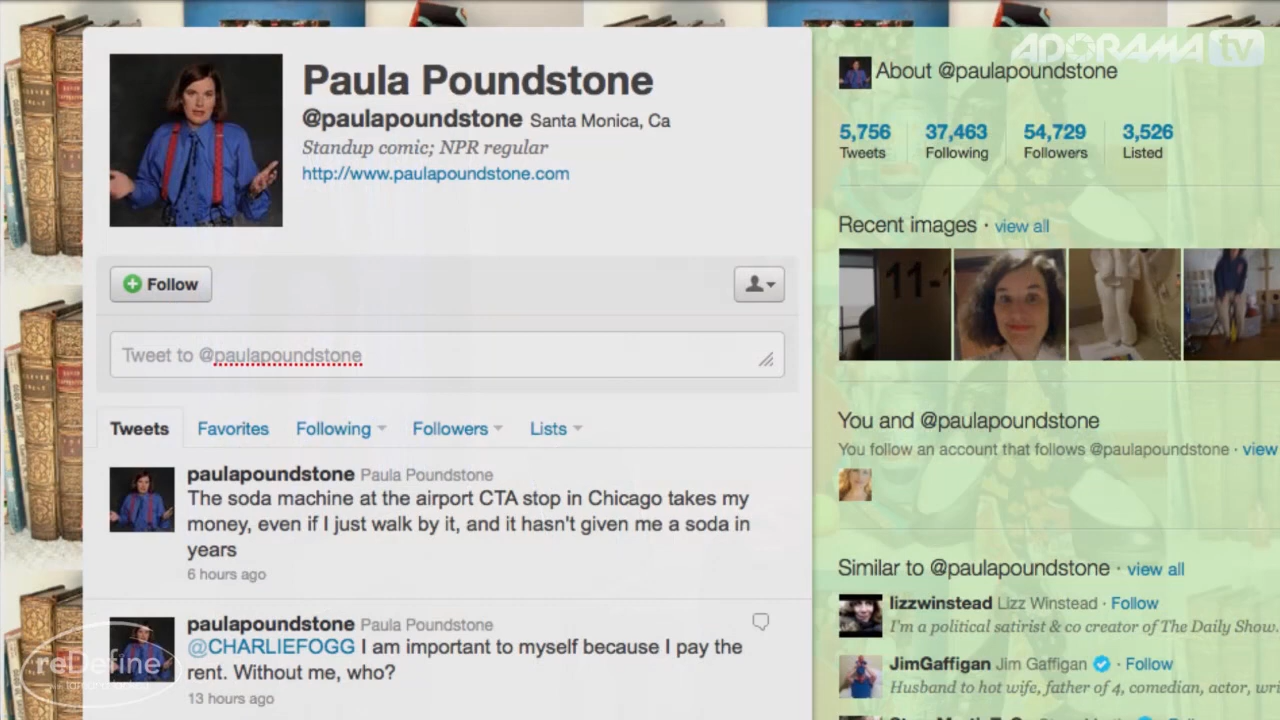 ADORAMA tv
Paula Poundstone
@paulapoundstone Santa Monica, Ca
Standup comic; NPR regular
http://www.paulapoundstone.com
Follow
Tweet to @paulapoundstone
Tweets Favorites Following Followers Lists
paulapoundstone Paula Poundstone
The soda machine at the airport CTA stop in Chicago takes my
money, even if I just walk by it, and it hasn't given me a soda in
years
6 hours ago
paulapoundstone Paula Poundstone
@CHARLIEFOGG I am important to myself because I pay the
rent. Without me, who?
13 hours ago
reDefine
About @paulapoundstone
5,756 37,463 54,729 3,526
Tweets Following Followers Listed
Recent images · view all
11-
You and @paulapoundstone
You follow an account that follows @paulapoundstone · view
Similar to @paulapoundstone · view all
lizzwinstead Lizz Winstead · Follow
I'm a political satirist & co creator of The Daily Show.
JimGaffigan Jim Gaffigan · Follow
Husband to hot wife, father of 4, comedian, actor, wri